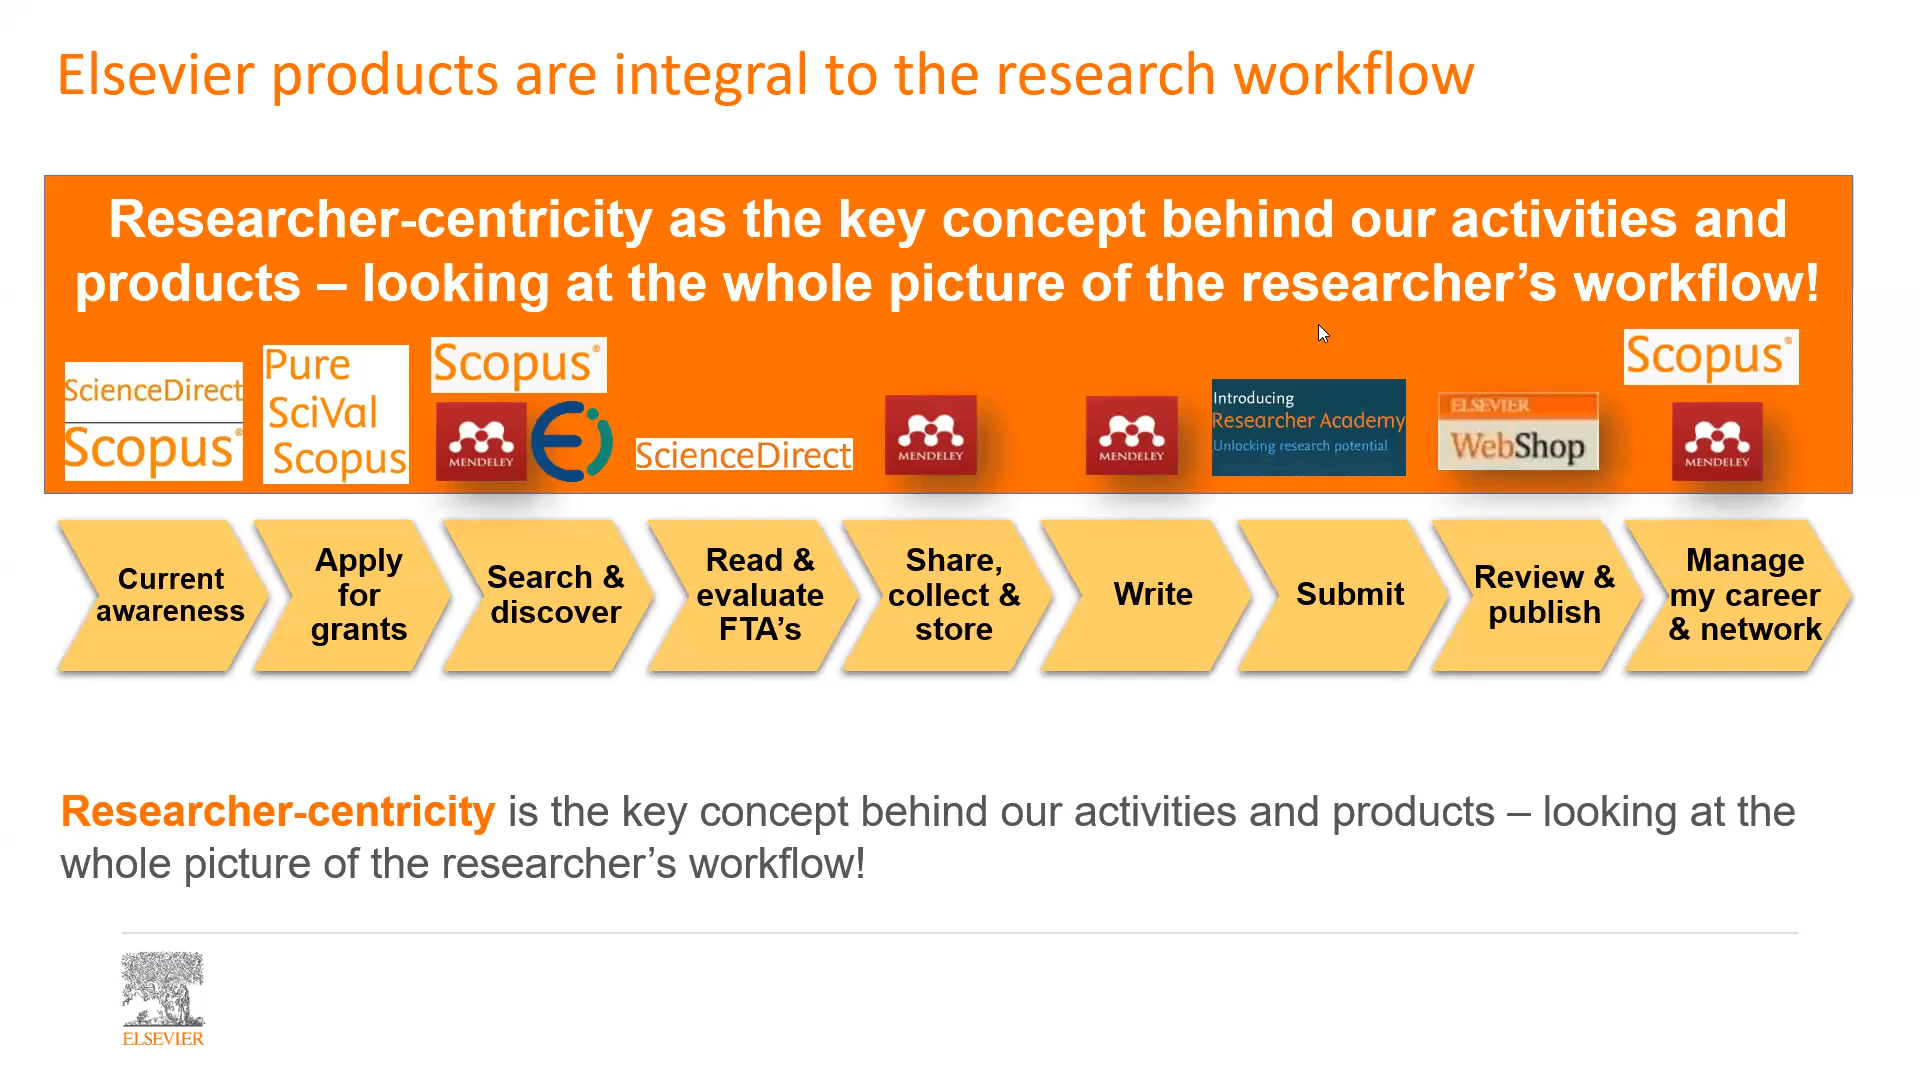 Elsevier products are integral to the research workflow
Researcher-centricity as the key concept behind our activities and
products – looking at the whole picture of the researcher’s workflow!
ScienceDirect
Scopus®
Pure
SciVal
Scopus
Scopus®
MENDELEY
ScienceDirect
MENDELEY
MENDELEY
Introducing
Researcher Academy
Unlocking research potential
ELSEVIER
WebShop
Scopus®
MENDELEY
Current
awareness
Apply
for
grants
Search &
discover
Read &
evaluate
FTA’s
Share,
collect &
store
Write
Submit
Review &
publish
Manage
my career
& network
Researcher-centricity is the key concept behind our activities and products – looking at the
whole picture of the researcher’s workflow!
ELSEVIER